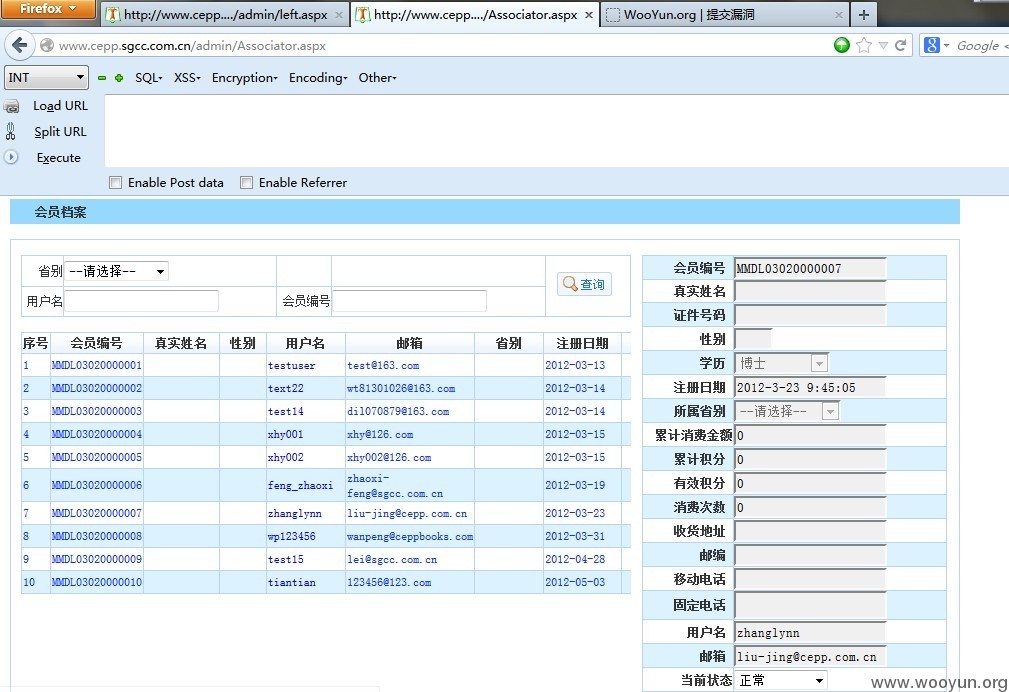 Firefox
http://www.cepp..../admin/left.aspx
http://www.cepp..../Associator.aspx
WooYun.org | 提交漏洞
www.cepp.sgcc.com.cn/admin/Associator.aspx
Google
INT
SQL
XSS
Encryption
Encoding
Other
Load URL
Split URL
Execute
Enable Post data
Enable Referrer
会员档案
省别 --请选择--
用户名
会员编号
查询
序号 会员编号 真实姓名 性别 用户名 邮箱 省别 注册日期
1 MMDL03020000001 testuser test@163.com 2012-03-13
2 MMDL03020000002 text22 wt81301026@163.com 2012-03-14
3 MMDL03020000003 test14 dil070879@163.com 2012-03-14
4 MMDL03020000004 xhy001 xhy@126.com 2012-03-15
5 MMDL03020000005 xhy002 xhy002@126.com 2012-03-15
6 MMDL03020000006 feng_zhaoxi zhaoxi-
feng@sgcc.com.cn 2012-03-19
7 MMDL03020000007 zhanglynn liu-jing@cepp.com.cn 2012-03-23
8 MMDL03020000008 wp123456 wanpeng@ceppbooks.com 2012-03-31
9 MMDL03020000009 test15 lei@sgcc.com.cn 2012-04-28
10 MMDL03020000010 tiantian 123456@123.com 2012-05-03
会员编号 MMDL03020000007
真实姓名
证件号码
性别
学历 博士
注册日期 2012-3-23 9:45:05
所属省别 --请选择--
累计消费金额 0
累计积分 0
有效积分 0
消费次数 0
收货地址
邮编
移动电话
固定电话
用户名 zhanglynn
邮箱 liu-jing@cepp.com.cn
当前状态 正常
www.wooyun.org